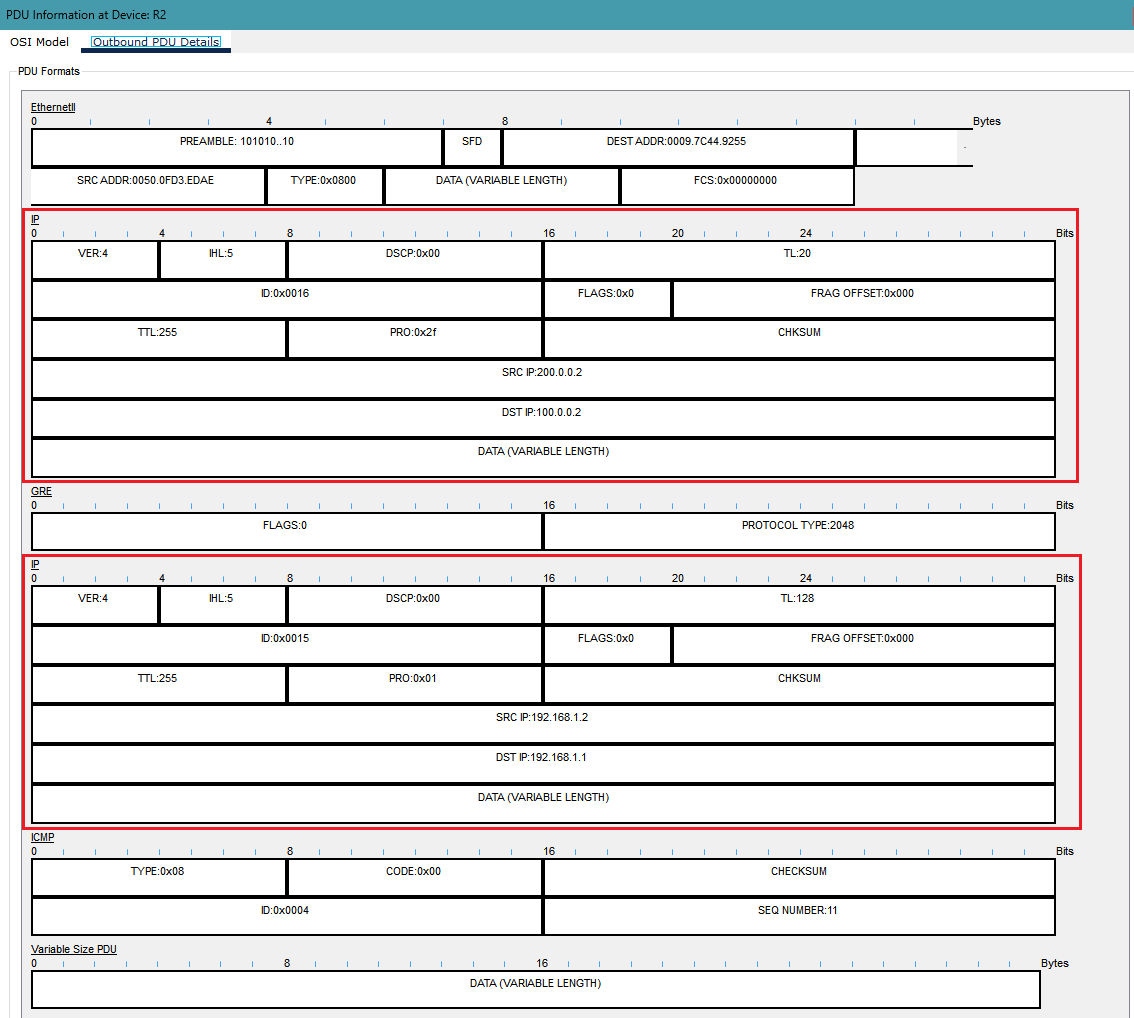 PDU Information at Device: R2
OSI Model Outbound PDU Details
PDU Formats
EthernetII
0 4 8 Bytes
PREAMBLE: 101010..10 SFD DEST ADDR:0009.7C44.9255
SRC ADDR:0050.0FD3.EDAE TYPE:0x0800 DATA (VARIABLE LENGTH) FCS:0x00000000
IP
0 4 8 16 20 24 Bits
VER:4 IHL:5 DSCP:0x00 TL:20
ID:0x0016 FLAGS:0x0 FRAG OFFSET:0x000
TTL:255 PRO:0x2f CHKSUM
SRC IP:200.0.0.2
DST IP:100.0.0.2
DATA (VARIABLE LENGTH)
GRE
0 16 Bits
FLAGS:0 PROTOCOL TYPE:2048
IP
0 4 8 16 20 24 Bits
VER:4 IHL:5 DSCP:0x00 TL:128
ID:0x0015 FLAGS:0x0 FRAG OFFSET:0x000
TTL:255 PRO:0x01 CHKSUM
SRC IP:192.168.1.2
DST IP:192.168.1.1
DATA (VARIABLE LENGTH)
ICMP
0 8 16 Bits
TYPE:0x08 CODE:0x00 CHECKSUM
ID:0x0004 SEQ NUMBER:11
Variable Size PDU
0 8 16 Bytes
DATA (VARIABLE LENGTH)